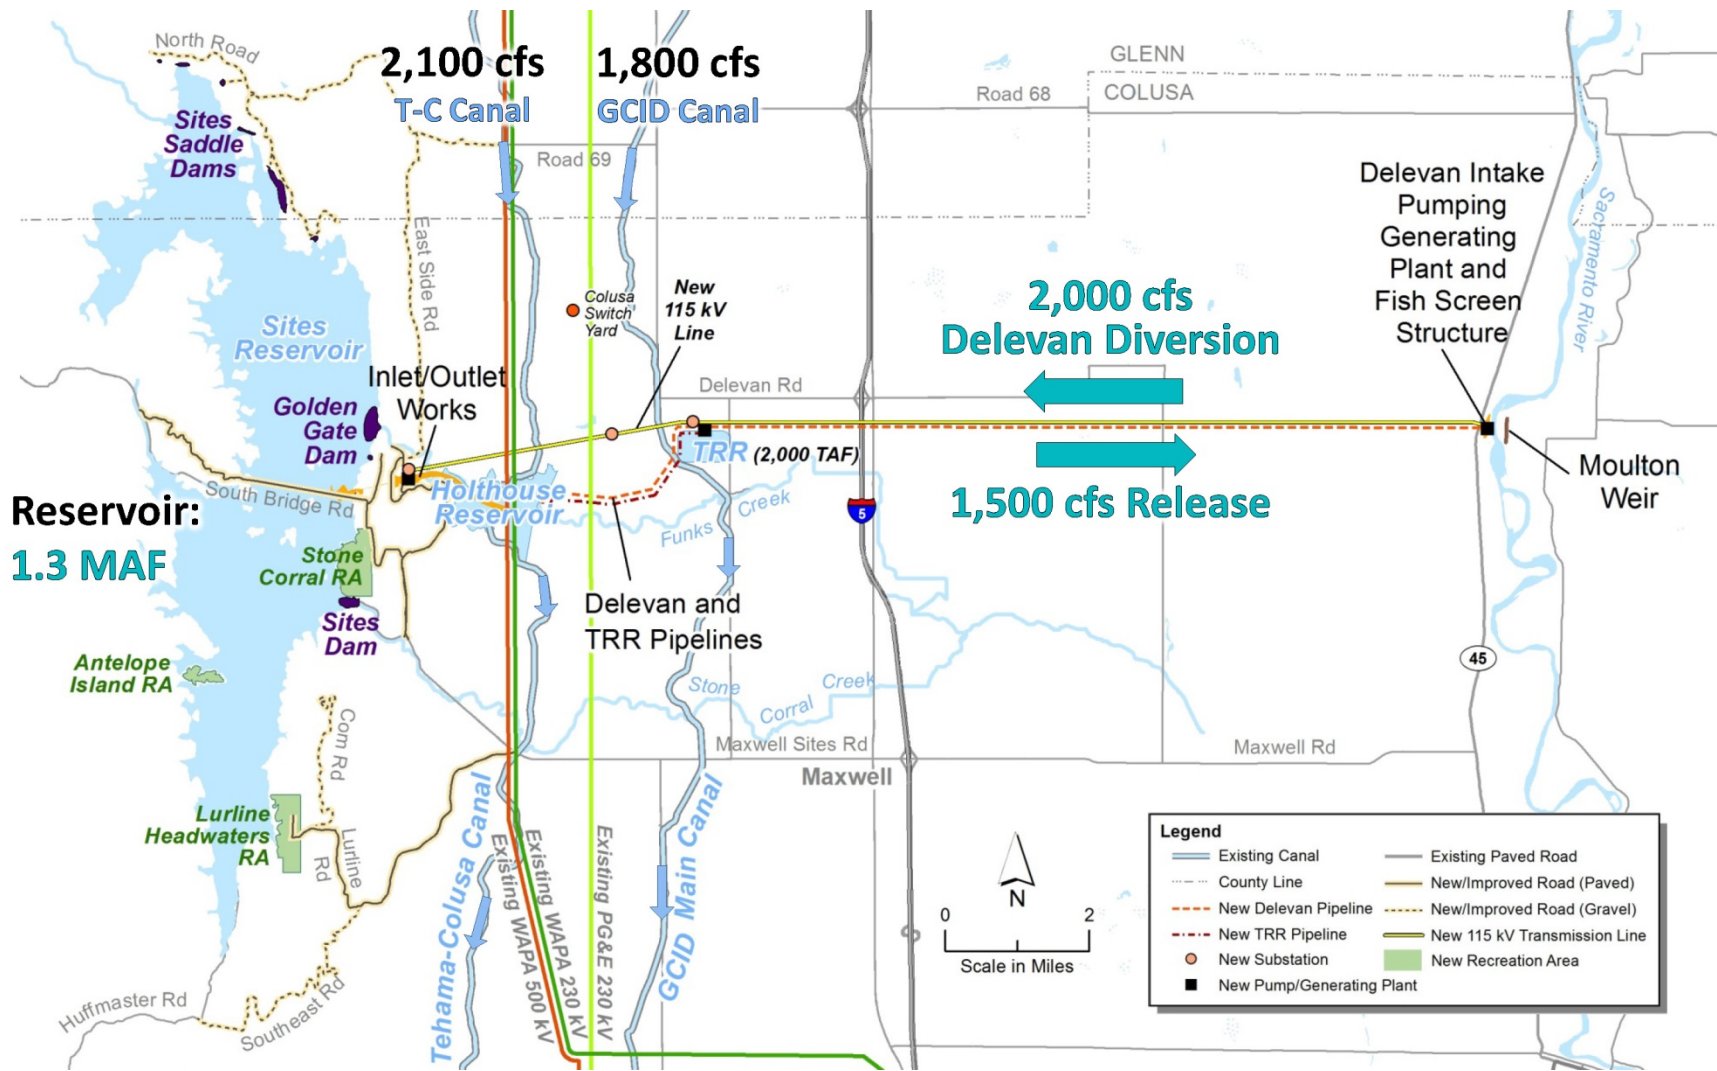 North Road
2,100 cfs
T-C Canal
1,800 cfs
GCID Canal
GLENN
COLUSA
Road 68
Road 69
Sites
Saddle
Dams
East Side Rd
Sites
Reservoir
Inlet/Outlet
Works
Golden
Gate
Dam
Colusa
Switch
Yard
New
115 kV
Line
Delevan Rd
2,000 cfs
Delevan Diversion
1,500 cfs Release
Delevan Intake
Pumping
Generating
Plant and
Fish Screen
Structure
Sacramento River
Moulton
Weir
TRR (2,000 TAF)
Holthouse
Reservoir
South Bridge Rd
Reservoir:
1.3 MAF
Funks Creek
5
Stone
Corral RA
Sites
Dam
Delevan and
TRR Pipelines
Antelope
Island RA
Stone Corral Creek
45
Maxwell Sites Rd
Maxwell Rd
Maxwell
Com Rd
Lurline
Headwaters
RA
Lurline Rd
Tehama-Colusa Canal
Existing WAPA 500 kV
Existing WAPA 230 kV
Existing PG&E 230 kV
GCID Main Canal
Huffmaster Rd
Southeast Rd
N
0 2
Scale in Miles
Legend
Existing Canal
County Line
New Delevan Pipeline
New TRR Pipeline
New Substation
New Pump/Generating Plant
Existing Paved Road
New/Improved Road (Paved)
New/Improved Road (Gravel)
New 115 kV Transmission Line
New Recreation Area